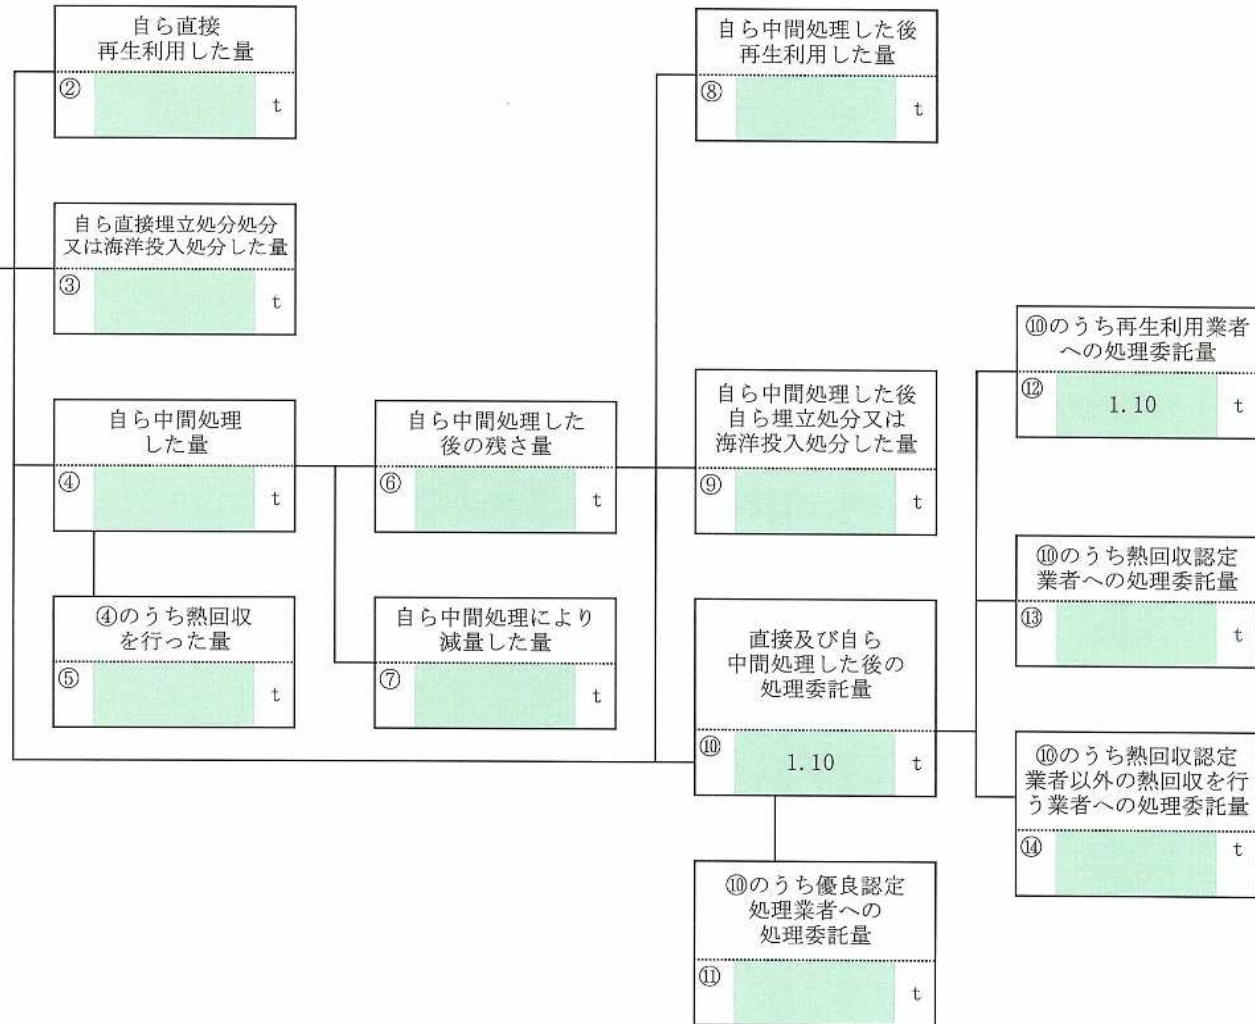 自ら直接
再生利用した量
②
t
自ら中間処理した後
再生利用した量
⑧
t
自ら直接埋立処分処分
又は海洋投入処分した量
③
t
⑩のうち再生利用業者
への処理委託量
⑫
1.10
t
自ら中間処理
した量
④
t
自ら中間処理した
後の残さ量
⑥
t
自ら中間処理した後
自ら埋立処分又は
海洋投入処分した量
⑨
t
⑩のうち熱回収認定
業者への処理委託量
⑬
t
④のうち熱回収
を行った量
⑤
t
自ら中間処理により
減量した量
⑦
t
直接及び自ら
中間処理した後の
処理委託量
⑩
1.10
t
⑩のうち熱回収認定
業者以外の熱回収を行
う業者への処理委託量
⑭
t
⑩のうち優良認定
処理業者への
処理委託量
⑪
t